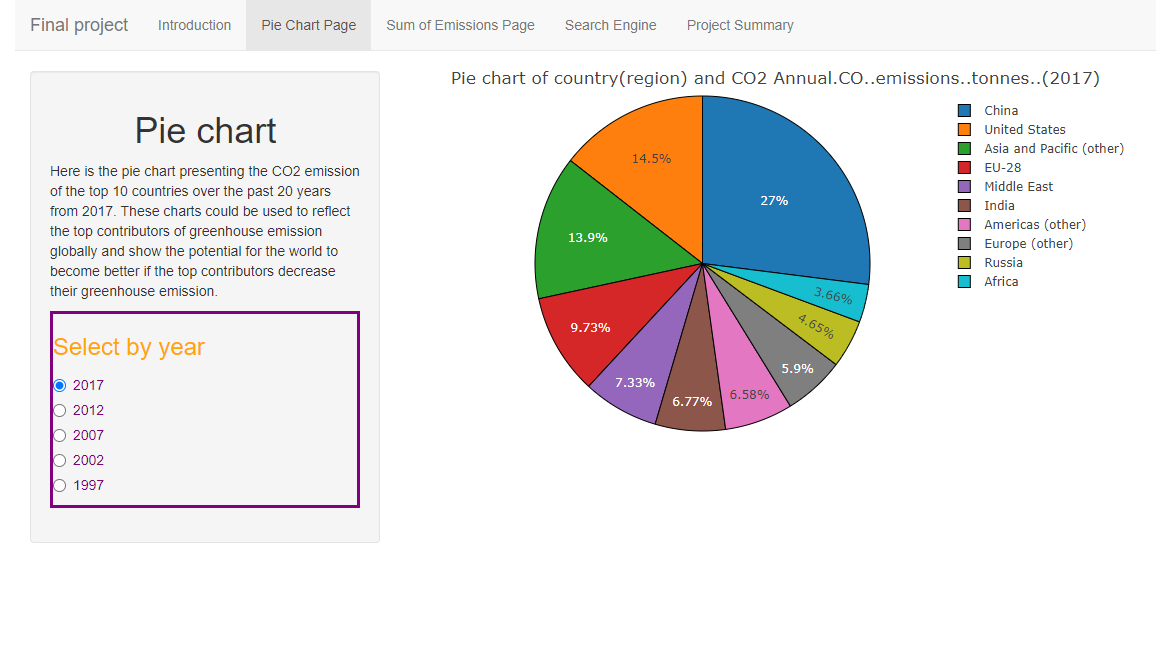 Final project Introduction Pie Chart Page Sum of Emissions Page Search Engine Project Summary
Pie chart
Here is the pie chart presenting the CO2 emission
of the top 10 countries over the past 20 years
from 2017. These charts could be used to reflect
the top contributors of greenhouse emission
globally and show the potential for the world to
become better if the top contributors decrease
their greenhouse emission.
Select by year
2017
2012
2007
2002
1997
Pie chart of country(region) and CO2 Annual.CO..emissions..tonnes..(2017)
27%
14.5%
13.9%
9.73%
7.33%
6.77%
6.58%
5.9%
4.65%
3.66%
China
United States
Asia and Pacific (other)
EU-28
Middle East
India
Americas (other)
Europe (other)
Russia
Africa